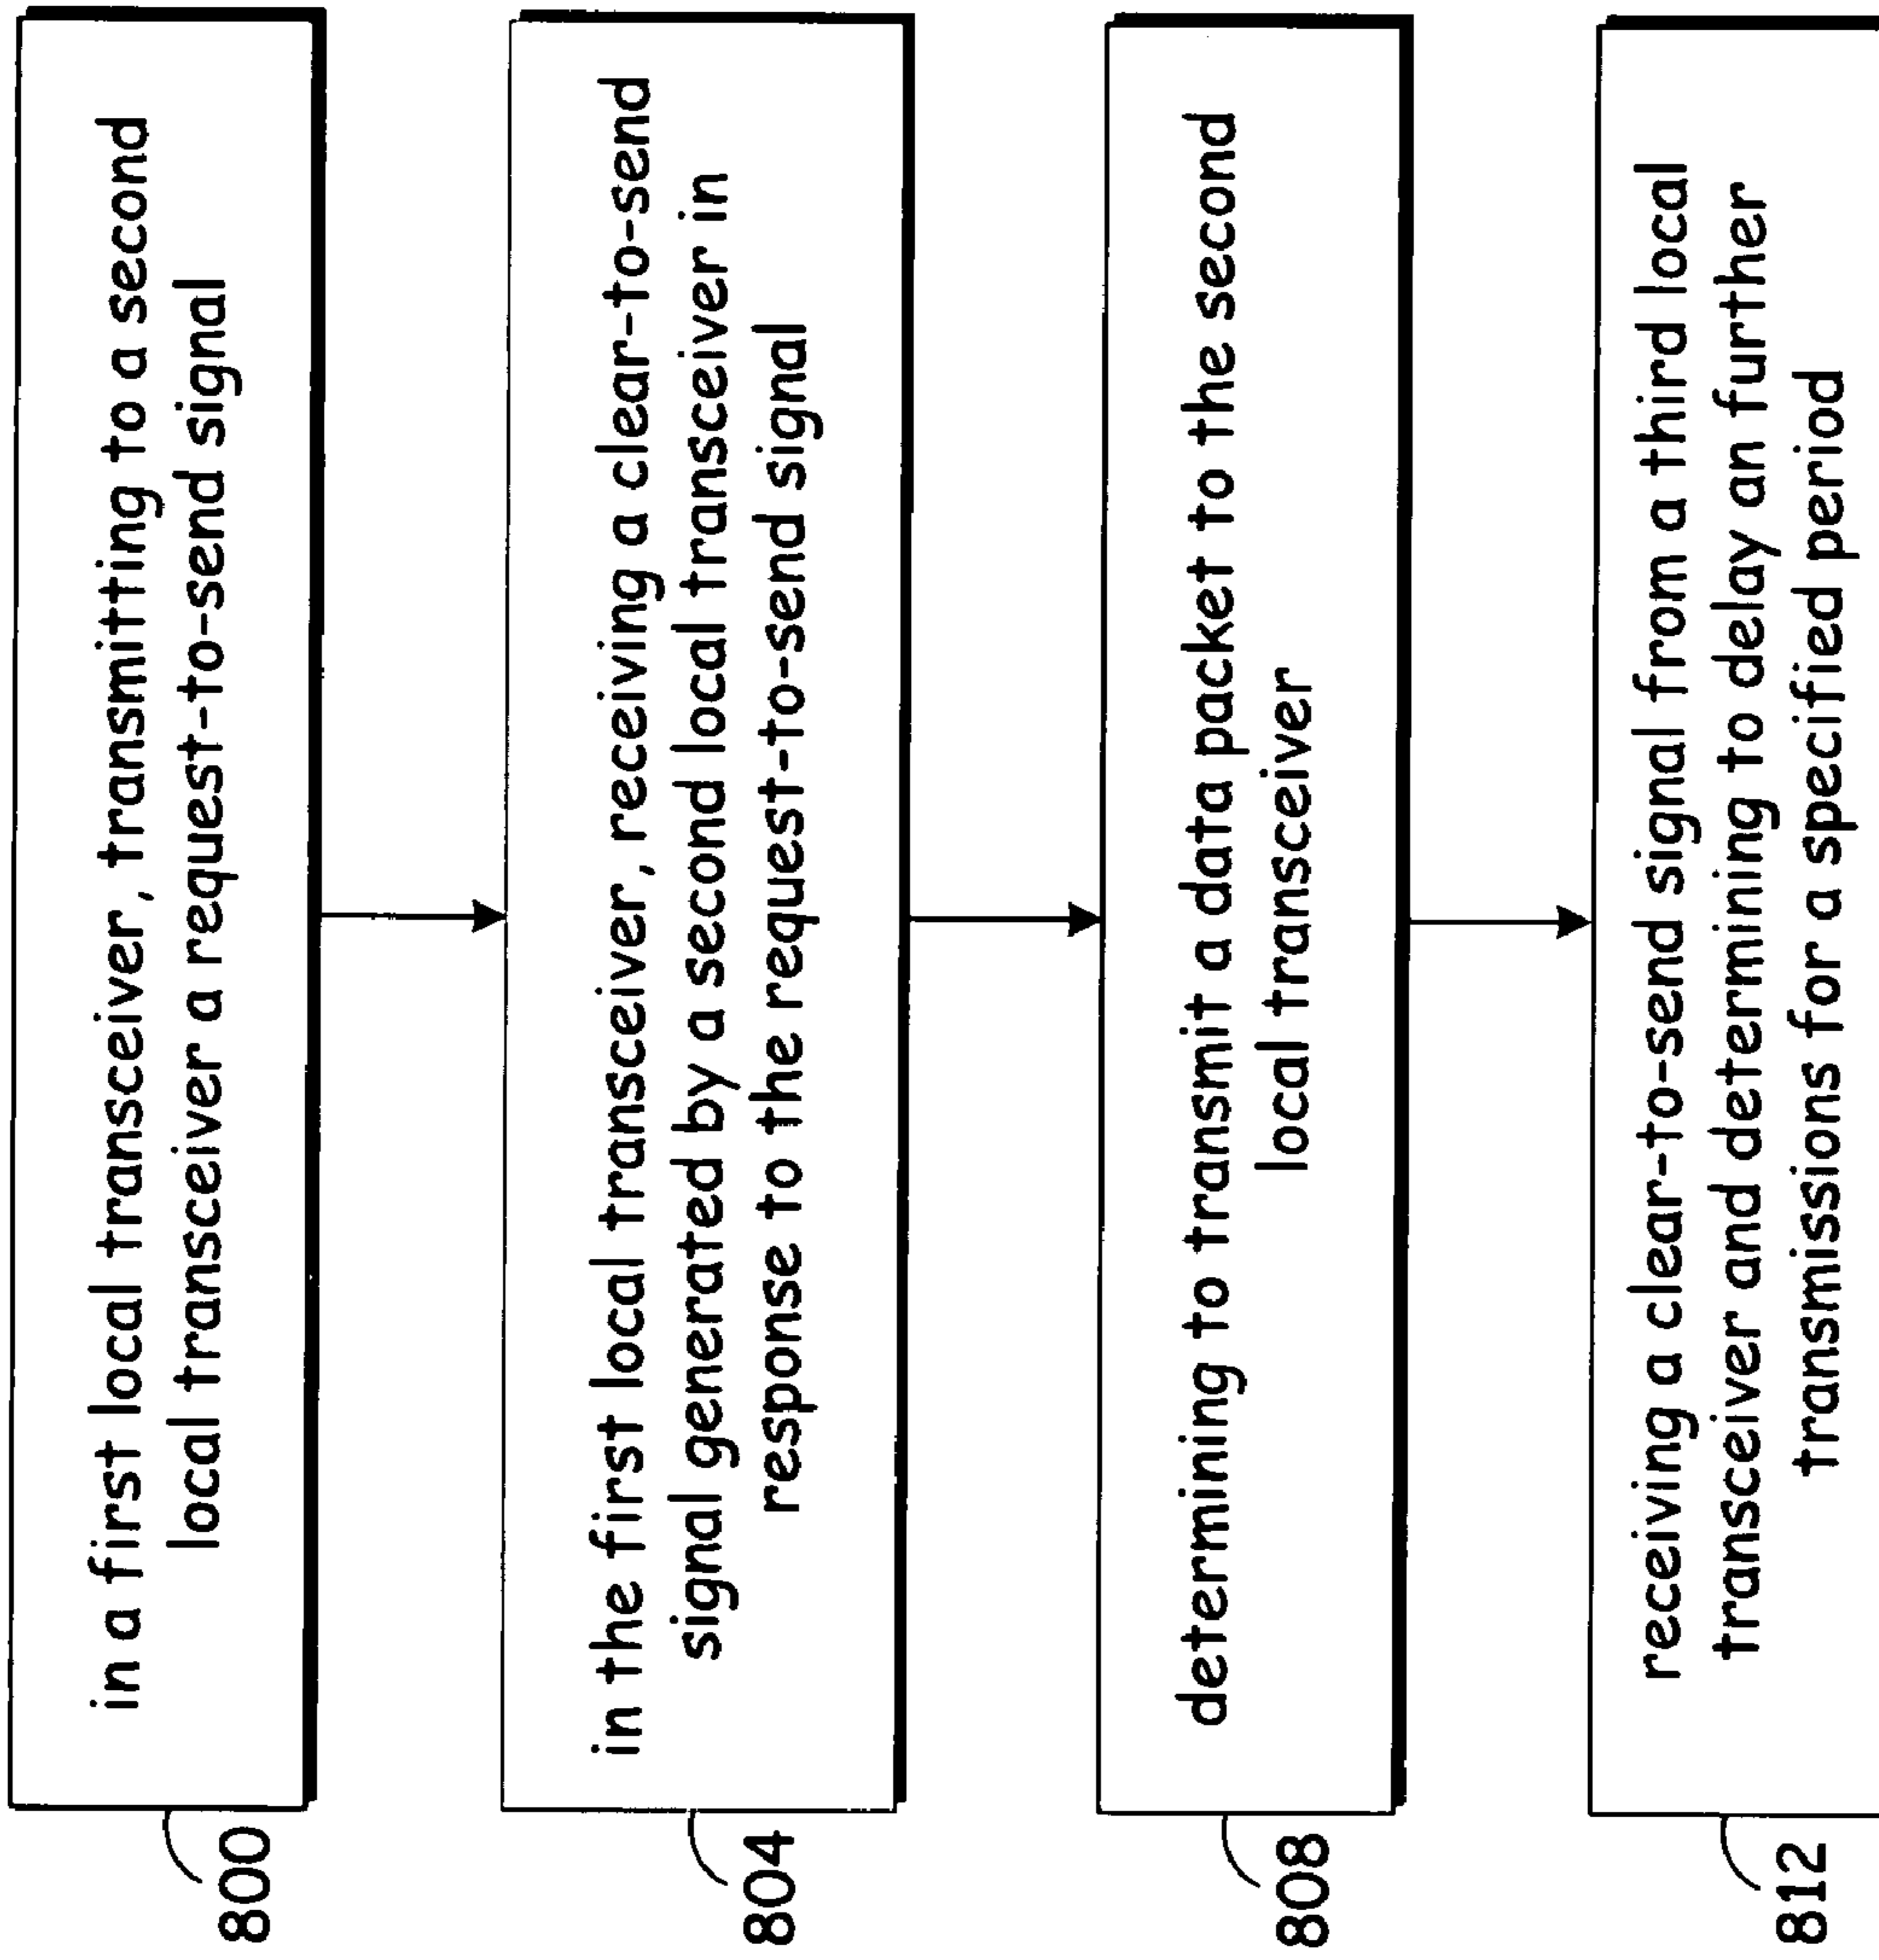 in a first local transceiver, transmitting to a second
local transceiver a request-to-send signal
800
in the first local transceiver, receiving a clear-to-send
signal generated by a second local transceiver in
response to the request-to-send signal
804
determining to transmit a data packet to the second
local transceiver
808
receiving a clear-to-send signal from a third local
transceiver and determining to delay an further
transmissions for a specified period
812